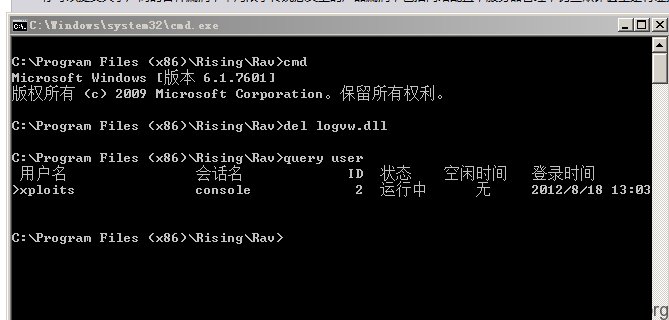 C:\Windows\system32\cmd.exe
C:\Program Files (x86)\Rising\Rav>cmd
Microsoft Windows [版本 6.1.7601]
版权所有 (c) 2009 Microsoft Corporation。保留所有权利。
C:\Program Files (x86)\Rising\Rav>del logvw.dll
C:\Program Files (x86)\Rising\Rav>query user
用户名 会话名 ID 状态 空闲时间 登录时间
>xploits console 2 运行中 无 2012/8/18 13:03
C:\Program Files (x86)\Rising\Rav>
org